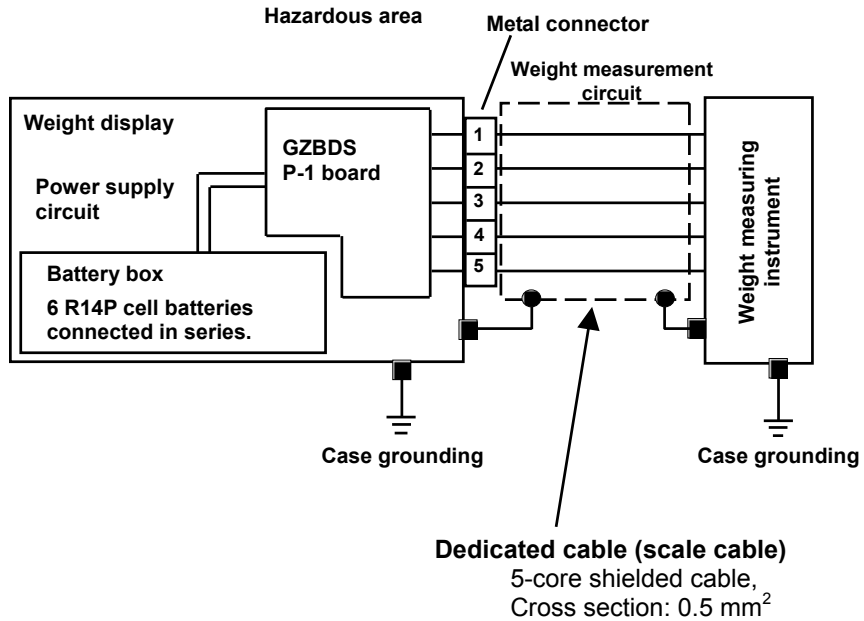 Hazardous area
Metal connector
Weight measurement
circuit
Weight display
GZBDS
P-1 board
Power supply
circuit
Battery box
6 R14P cell batteries
connected in series.
1
2
3
4
5
Weight measuring
instrument
Case grounding
Case grounding
Dedicated cable (scale cable)
5-core shielded cable,
Cross section: 0.5 mm²